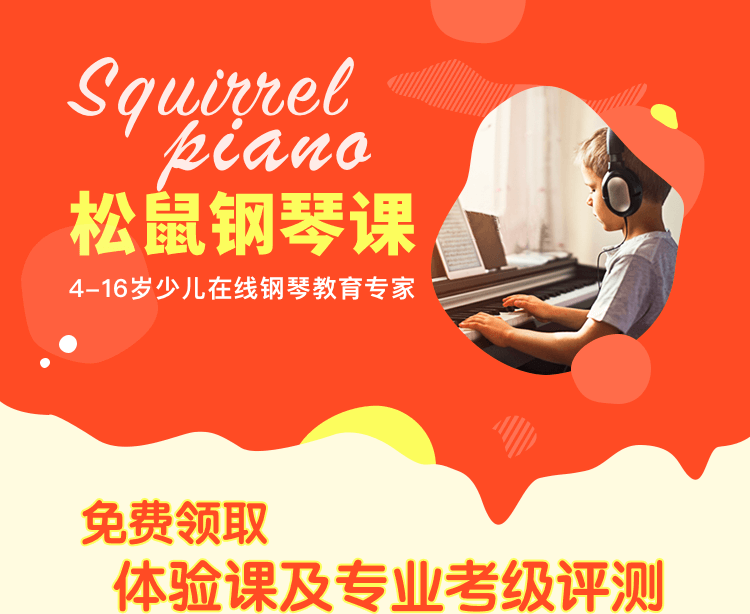 Squirrel
piano
松鼠钢琴课
4-16岁少儿在线钢琴教育专家
免费领取
体验课及专业考级评测